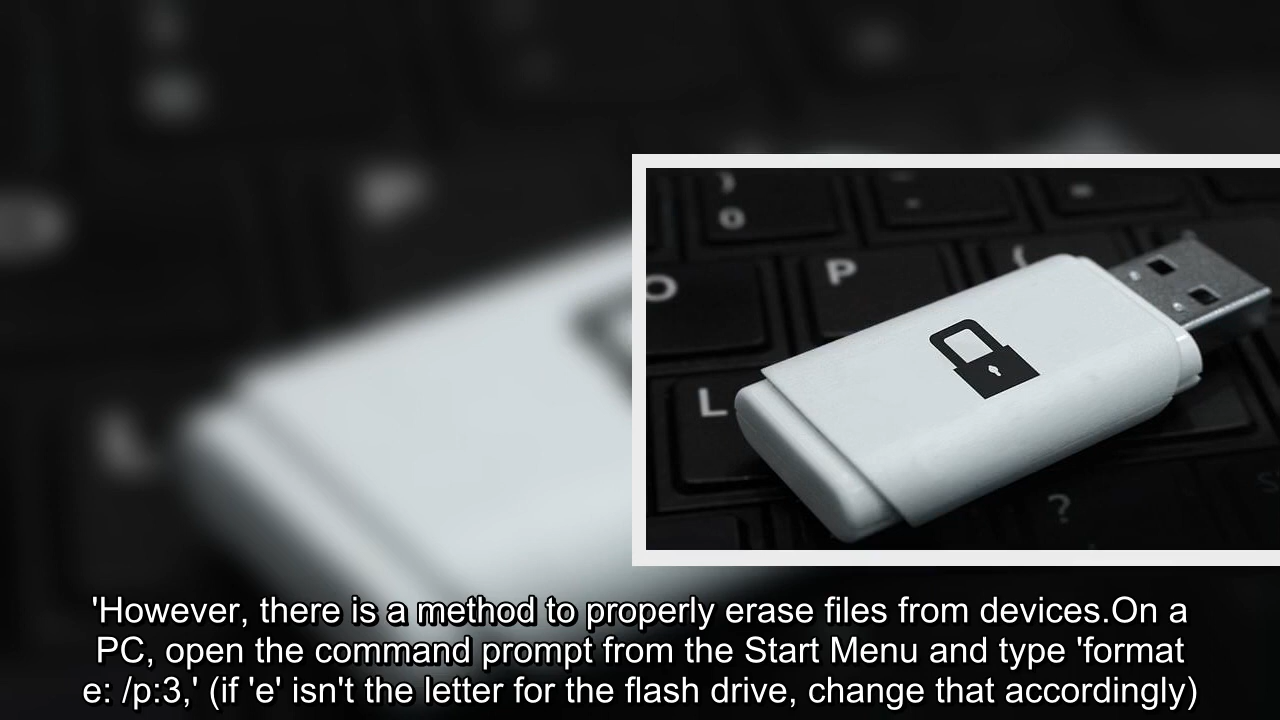 )
0
-
=
O
P
(
L
?
'However, there is a method to properly erase files from devices.On a
PC, open the command prompt from the Start Menu and type 'format
e: /p:3,' (if 'e' isn't the letter for the flash drive, change that accordingly)